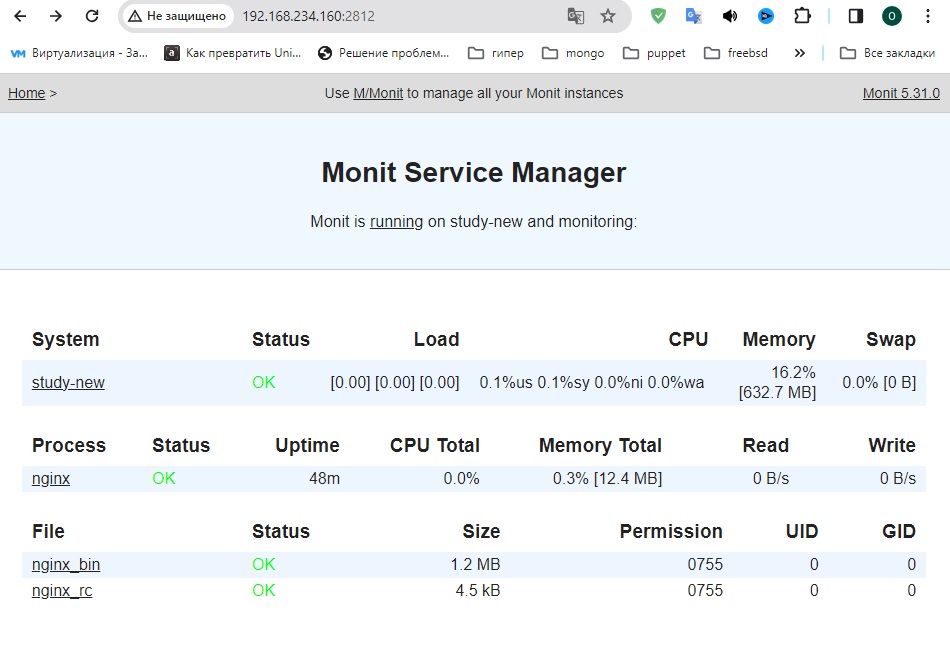 Не защищено 192.168.234.160:2812 O
vm Виртуализация - За... a Как превратить Uni... Решение проблем... гипер mongo puppet freebsd » Все закладки
Home > Use M/Monit to manage all your Monit instances Monit 5.31.0
Monit Service Manager
Monit is running on study-new and monitoring:
System Status Load CPU Memory Swap
study-new OK [0.00] [0.00] [0.00] 0.1%us 0.1%sy 0.0%ni 0.0%wa 16.2% [632.7 MB] 0.0% [0 B]
Process Status Uptime CPU Total Memory Total Read Write
nginx OK 48m 0.0% 0.3% [12.4 MB] 0 B/s 0 B/s
File Status Size Permission UID GID
nginx_bin OK 1.2 MB 0755 0 0
nginx_rc OK 4.5 kB 0755 0 0